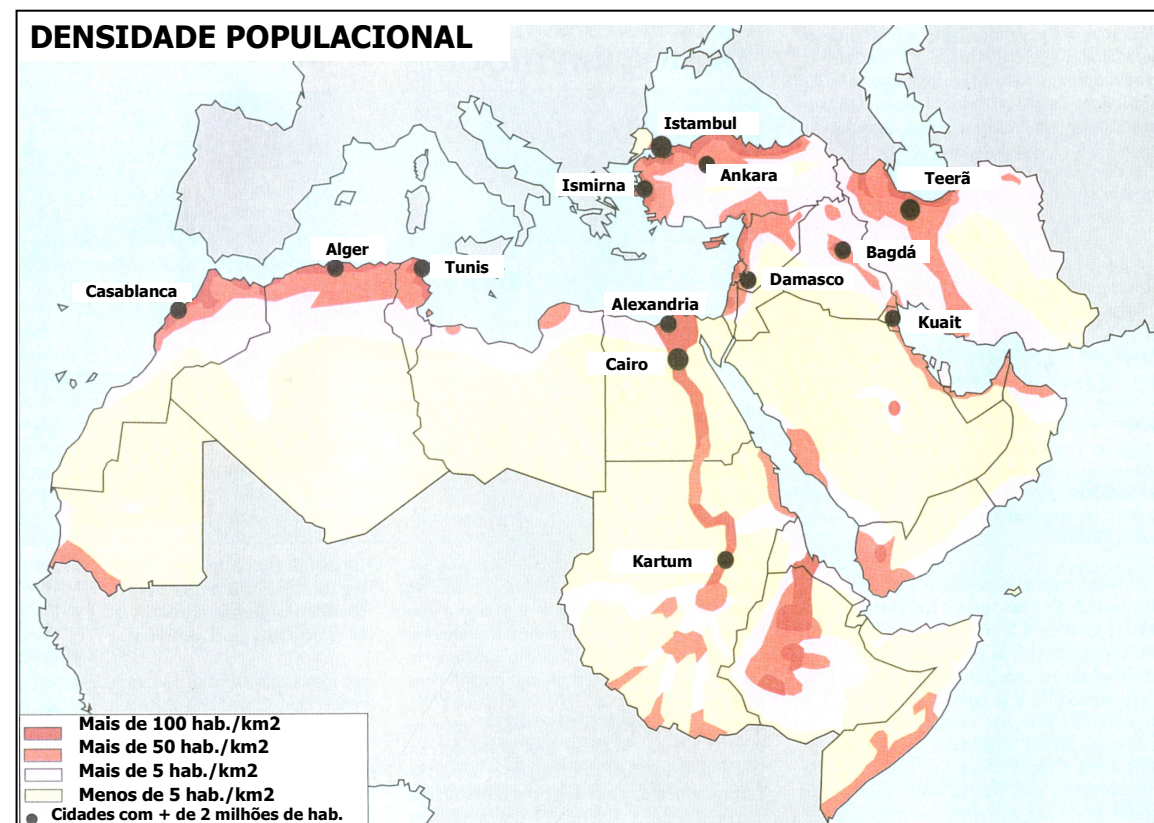 DENSIDADE POPULACIONAL
Istambul
Ankara
Ismirna
Teerã
Bagdá
Alger
Tunis
Damasco
Casablanca
Alexandria
Kuait
Cairo
Kartum
Mais de 100 hab./km2
Mais de 50 hab./km2
Mais de 5 hab./km2
Menos de 5 hab./km2
Cidades com + de 2 milhões de hab.